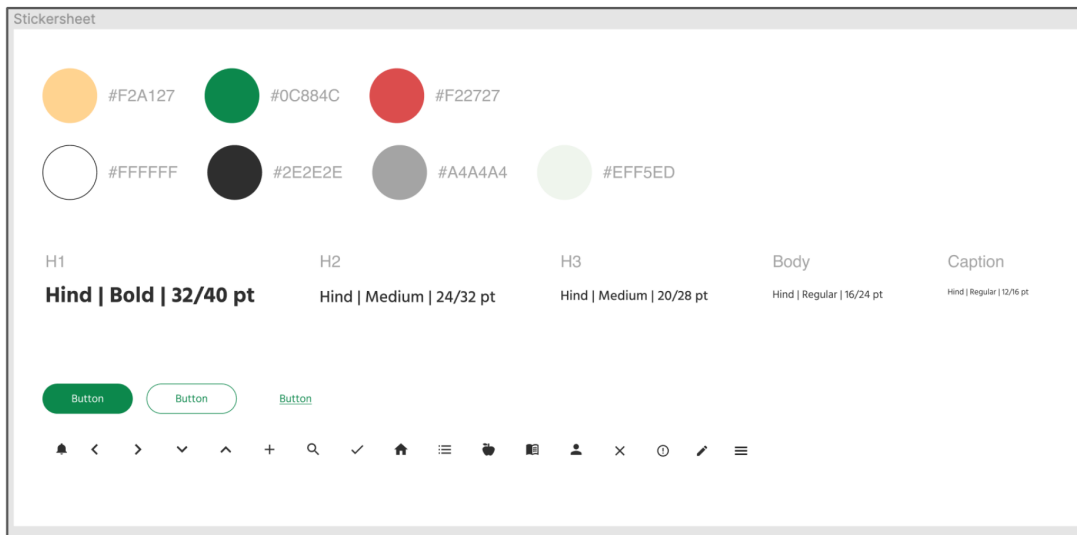 Stickersheet
#F2A127 #0C884C #F22727
#FFFFFF #2E2E2E #A4A4A4 #EFF5ED
H1 H2 H3 Body Caption
Hind | Bold | 32/40 pt Hind | Medium | 24/32 pt Hind | Medium | 20/28 pt Hind | Regular | 16/24 pt Hind | Regular | 12/16 pt
Button Button Button